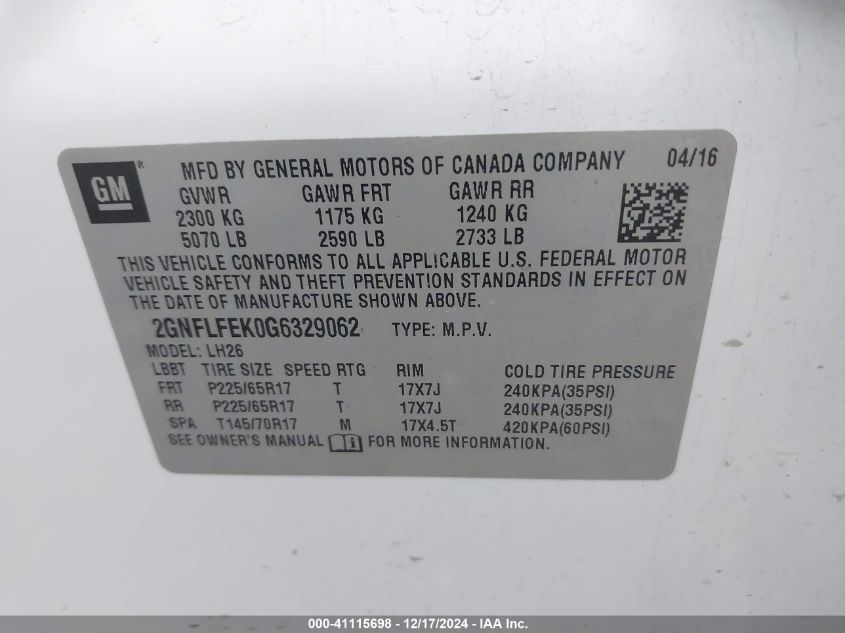 GM ® MFD BY GENERAL MOTORS OF CANADA COMPANY 04/16
GVWR GAWR FRT GAWR RR
2300 KG 1175 KG 1240 KG
5070 LB 2590 LB 2733 LB
THIS VEHICLE CONFORMS TO ALL APPLICABLE U.S. FEDERAL MOTOR
VEHICLE SAFETY AND THEFT PREVENTION STANDARDS IN EFFECT ON
THE DATE OF MANUFACTURE SHOWN ABOVE.
2GNFLFEK0G6329062 TYPE: M.P.V.
MODEL: LH26
LBBT TIRE SIZE SPEED RTG RIM COLD TIRE PRESSURE
FRT P225/65R17 T 17X7J 240KPA(35PSI)
RR P225/65R17 T 17X7J 240KPA(35PSI)
SPA T145/70R17 M 17X4.5T 420KPA(60PSI)
SEE OWNER'S MANUAL FOR MORE INFORMATION.
000-41115698 - 12/17/2024 - IAA Inc.